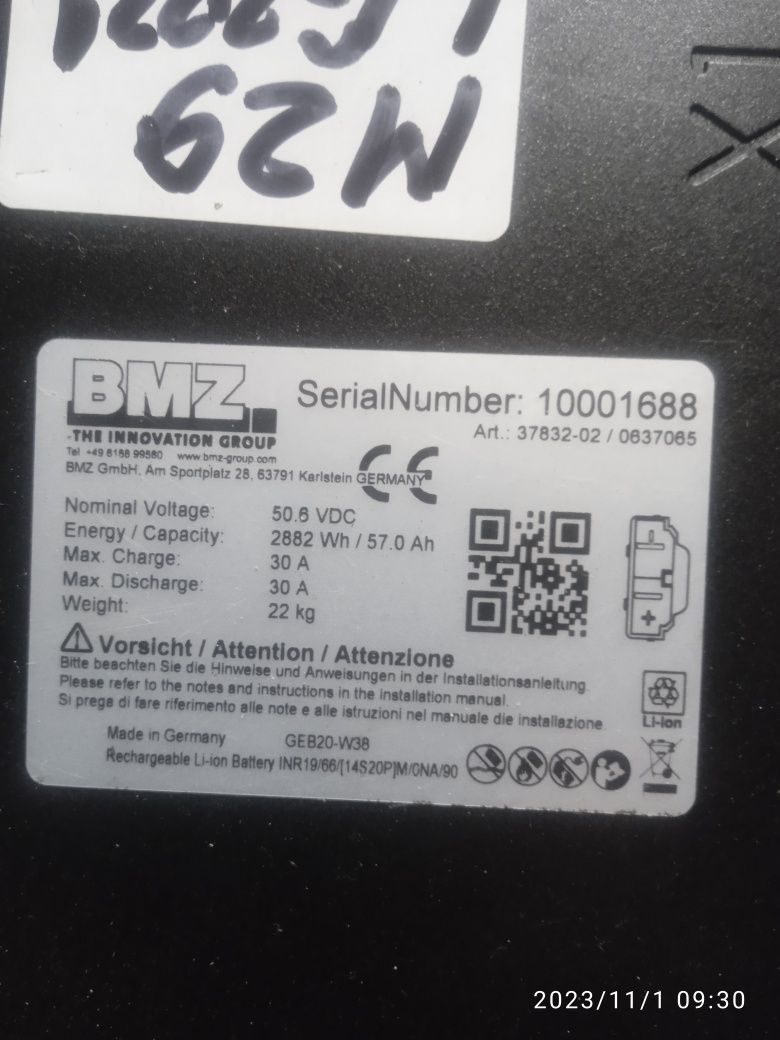 M29
BMZ
-THE INNOVATION GROUP
Tel +49 6188 99560 www.bmz-group.com
BMZ GmbH. Am Sportplatz 28, 63791 Karlstein GERMANY
CE
SerialNumber: 10001688
Art.: 37832-02 / 0637065
Nominal Voltage: 50.6 VDC
Energy / Capacity: 2882 Wh / 57.0 Ah
Max. Charge: 30 A
Max. Discharge: 30 A
Weight: 22 kg
Vorsicht / Attention / Attenzione
Bitte beachten Sie die Hinweise und Anweisungen in der Installationsanleitung.
Please refer to the notes and instructions in the installation manual.
Si prega di fare riferimento alle note e alle istruzioni nel manuale die installazione
Li-ion
Made in Germany GEB20-W38
Rechargeable Li-ion Battery INR19/66/[14S20P]M/0NA/90
2023/11/1 09:30